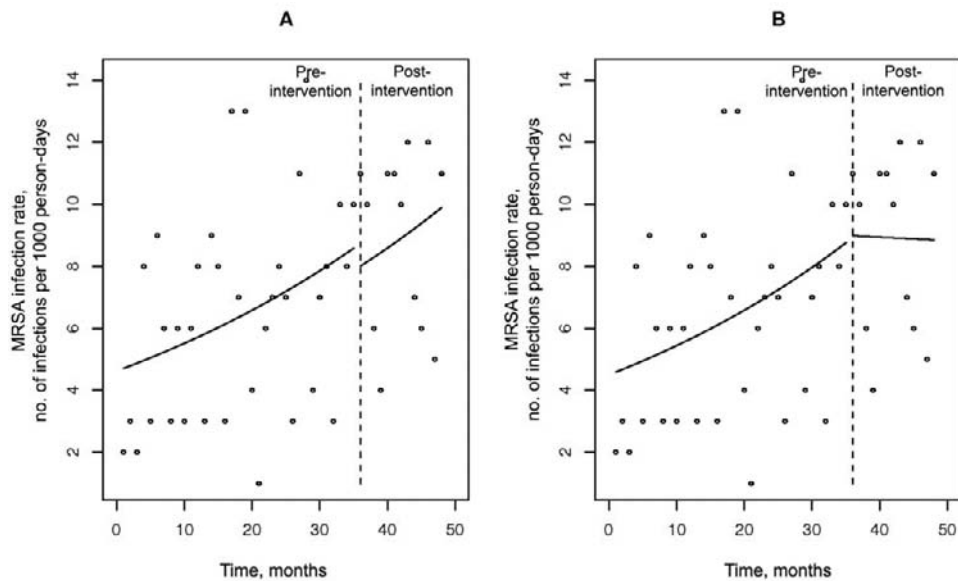 A
MRSA infection rate,
no. of infections per 1000 person-days
14
12
10
8
6
4
2
Pre-
intervention
Post-
intervention
0 10 20 30 40 50
Time, months
B
MRSA infection rate,
no. of infections per 1000 person-days
14
12
10
8
6
4
2
Pre-
intervention
Post-
intervention
0 10 20 30 40 50
Time, months